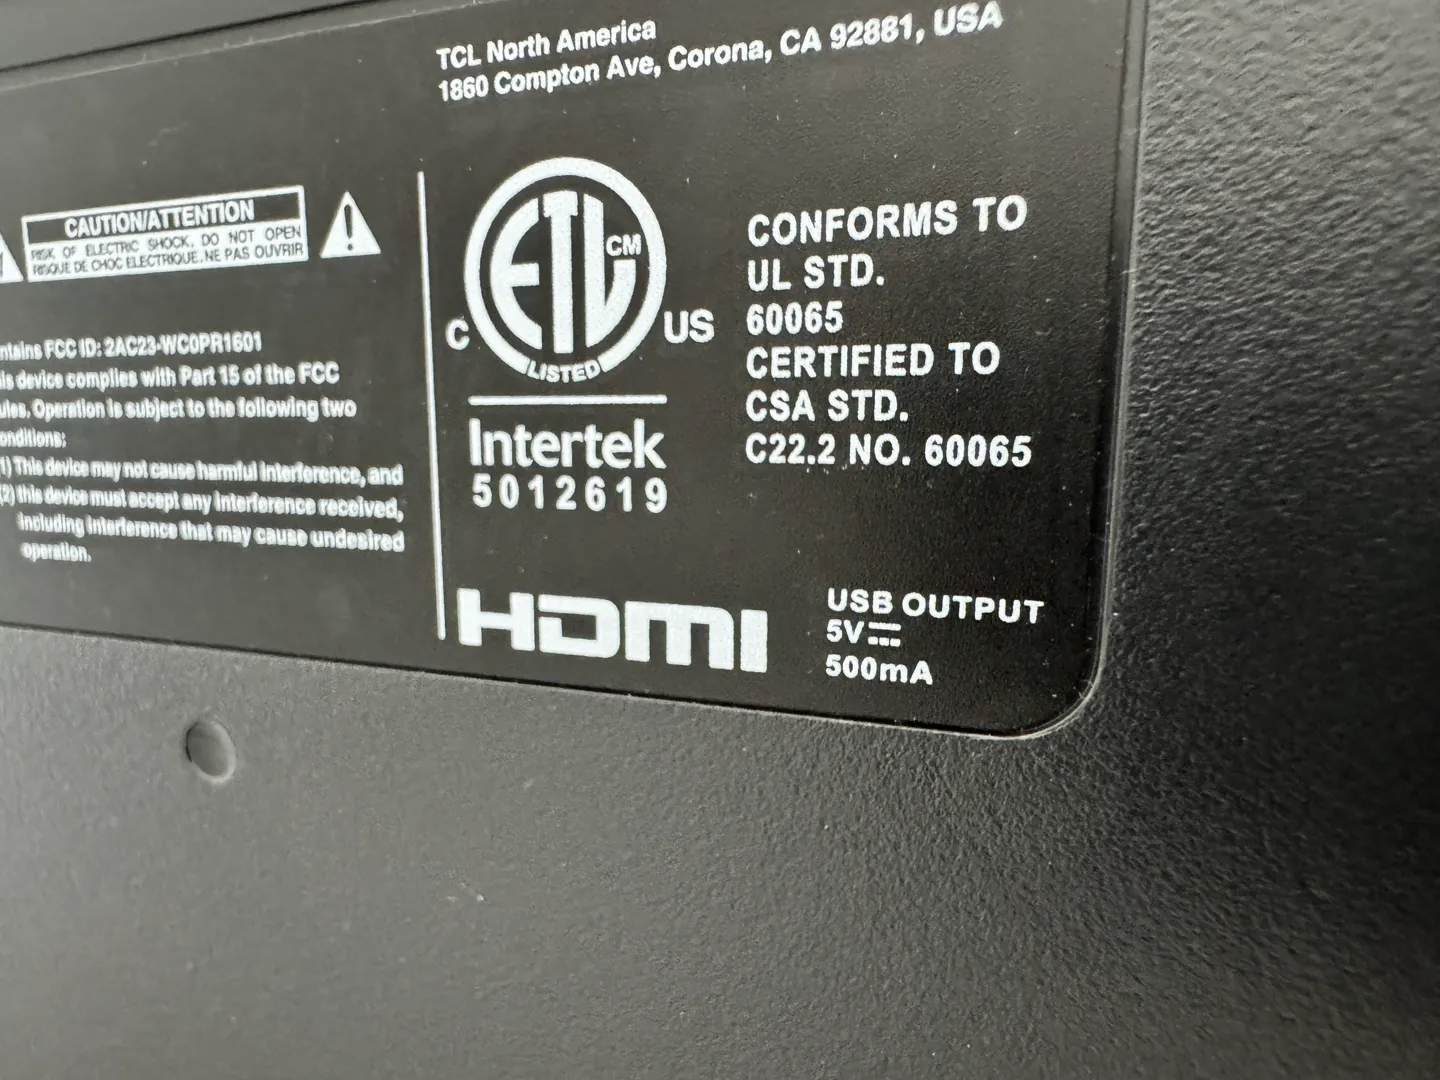 TCL North America
1860 Compton Ave, Corona, CA 92881, USA
CAUTION/ATTENTION
RISK OF ELECTRIC SHOCK, DO NOT OPEN
RISQUE DE CHOC ELECTRIQUE, NE PAS OUVRIR
ntains FCC ID: 2AC23-WC0PR1601
is device complies with Part 15 of the FCC
ules. Operation is subject to the following two
onditions:
1) This device may not cause harmful interference, and
(2) this device must accept any interference received,
including interference that may cause undesired
operation.
ETL
CM
LISTED
C
US
Intertek
5012619
CONFORMS TO
UL STD.
60065
CERTIFIED TO
CSA STD.
C22.2 NO. 60065
HDMI
USB OUTPUT
5V
500mA